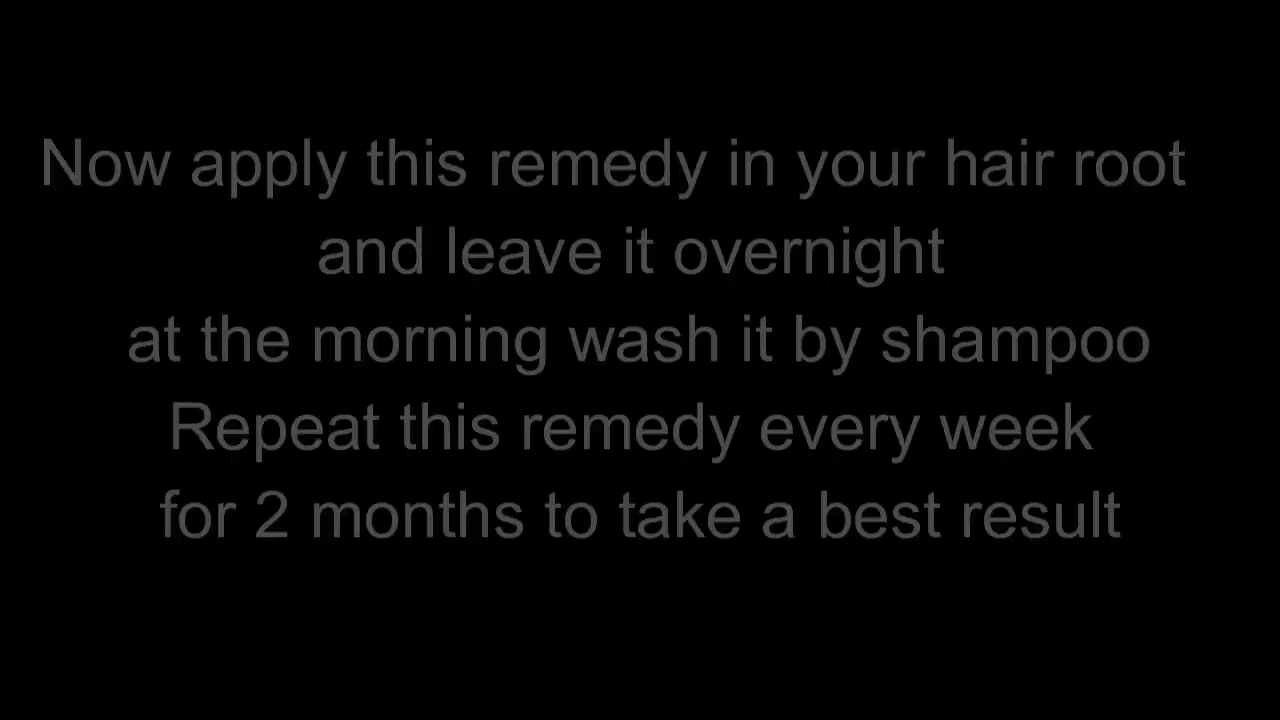 Now apply this remedy in your hair root
and leave it overnight
at the morning wash it by shampoo
Repeat this remedy every week
for 2 months to take a best result